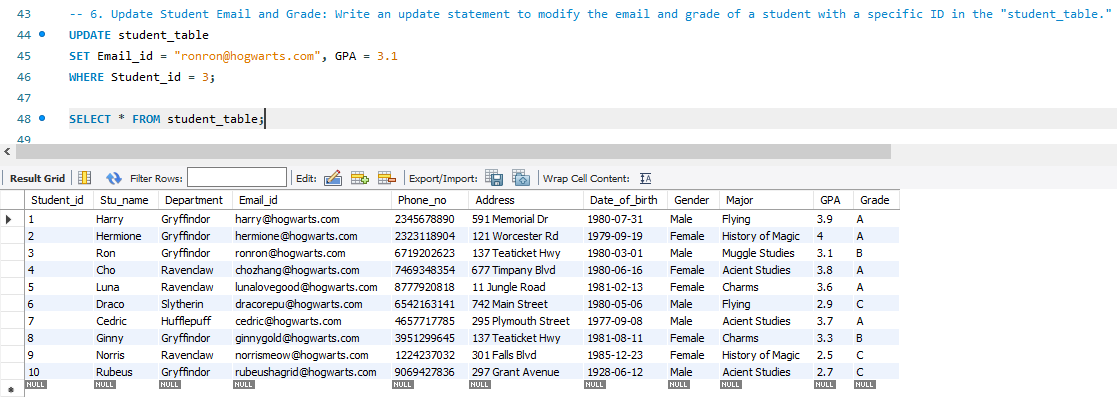 43 -- 6. Update Student Email and Grade: Write an update statement to modify the email and grade of a student with a specific ID in the "student_table."
44 UPDATE student_table
45 SET Email_id = "ronron@hogwarts.com", GPA = 3.1
46 WHERE Student_id = 3;
47
48 SELECT * FROM student_table;
49
Result Grid Filter Rows: Edit: Export/Import: Wrap Cell Content: IA
Student_id Stu_name Department Email_id Phone_no Address Date_of_birth Gender Major GPA Grade
1 Harry Gryffindor harry@hogwarts.com 2345678890 591 Memorial Dr 1980-07-31 Male Flying 3.9 A
2 Hermione Gryffindor hermione@hogwarts.com 2323118904 121 Worcester Rd 1979-09-19 Female History of Magic 4 A
3 Ron Gryffindor ronron@hogwarts.com 6719202623 137 Teaticket Hwy 1980-03-01 Male Muggle Studies 3.1 B
4 Cho Ravenclaw chozhang@hogwarts.com 7469348354 677 Timpany Blvd 1980-06-16 Female Acient Studies 3.8 A
5 Luna Ravenclaw lunalovegood@hogwarts.com 8777920818 11 Jungle Road 1981-02-13 Female Charms 3.6 A
6 Draco Slytherin dracorepu@hogwarts.com 6542163141 742 Main Street 1980-05-06 Male Flying 2.9 C
7 Cedric Hufflepuff cedric@hogwarts.com 4657717785 295 Plymouth Street 1977-09-08 Male Acient Studies 3.7 A
8 Ginny Gryffindor ginnygold@hogwarts.com 3951299645 137 Teaticket Hwy 1981-08-11 Female Charms 3.3 B
9 Norris Ravenclaw norrismeow@hogwarts.com 1224237032 301 Falls Blvd 1985-12-23 Female History of Magic 2.5 C
10 Rubeus Gryffindor rubeushagrid@hogwarts.com 9069427836 297 Grant Avenue 1928-06-12 Male Acient Studies 2.7 C
NULL NULL NULL NULL NULL NULL NULL NULL NULL NULL NULL